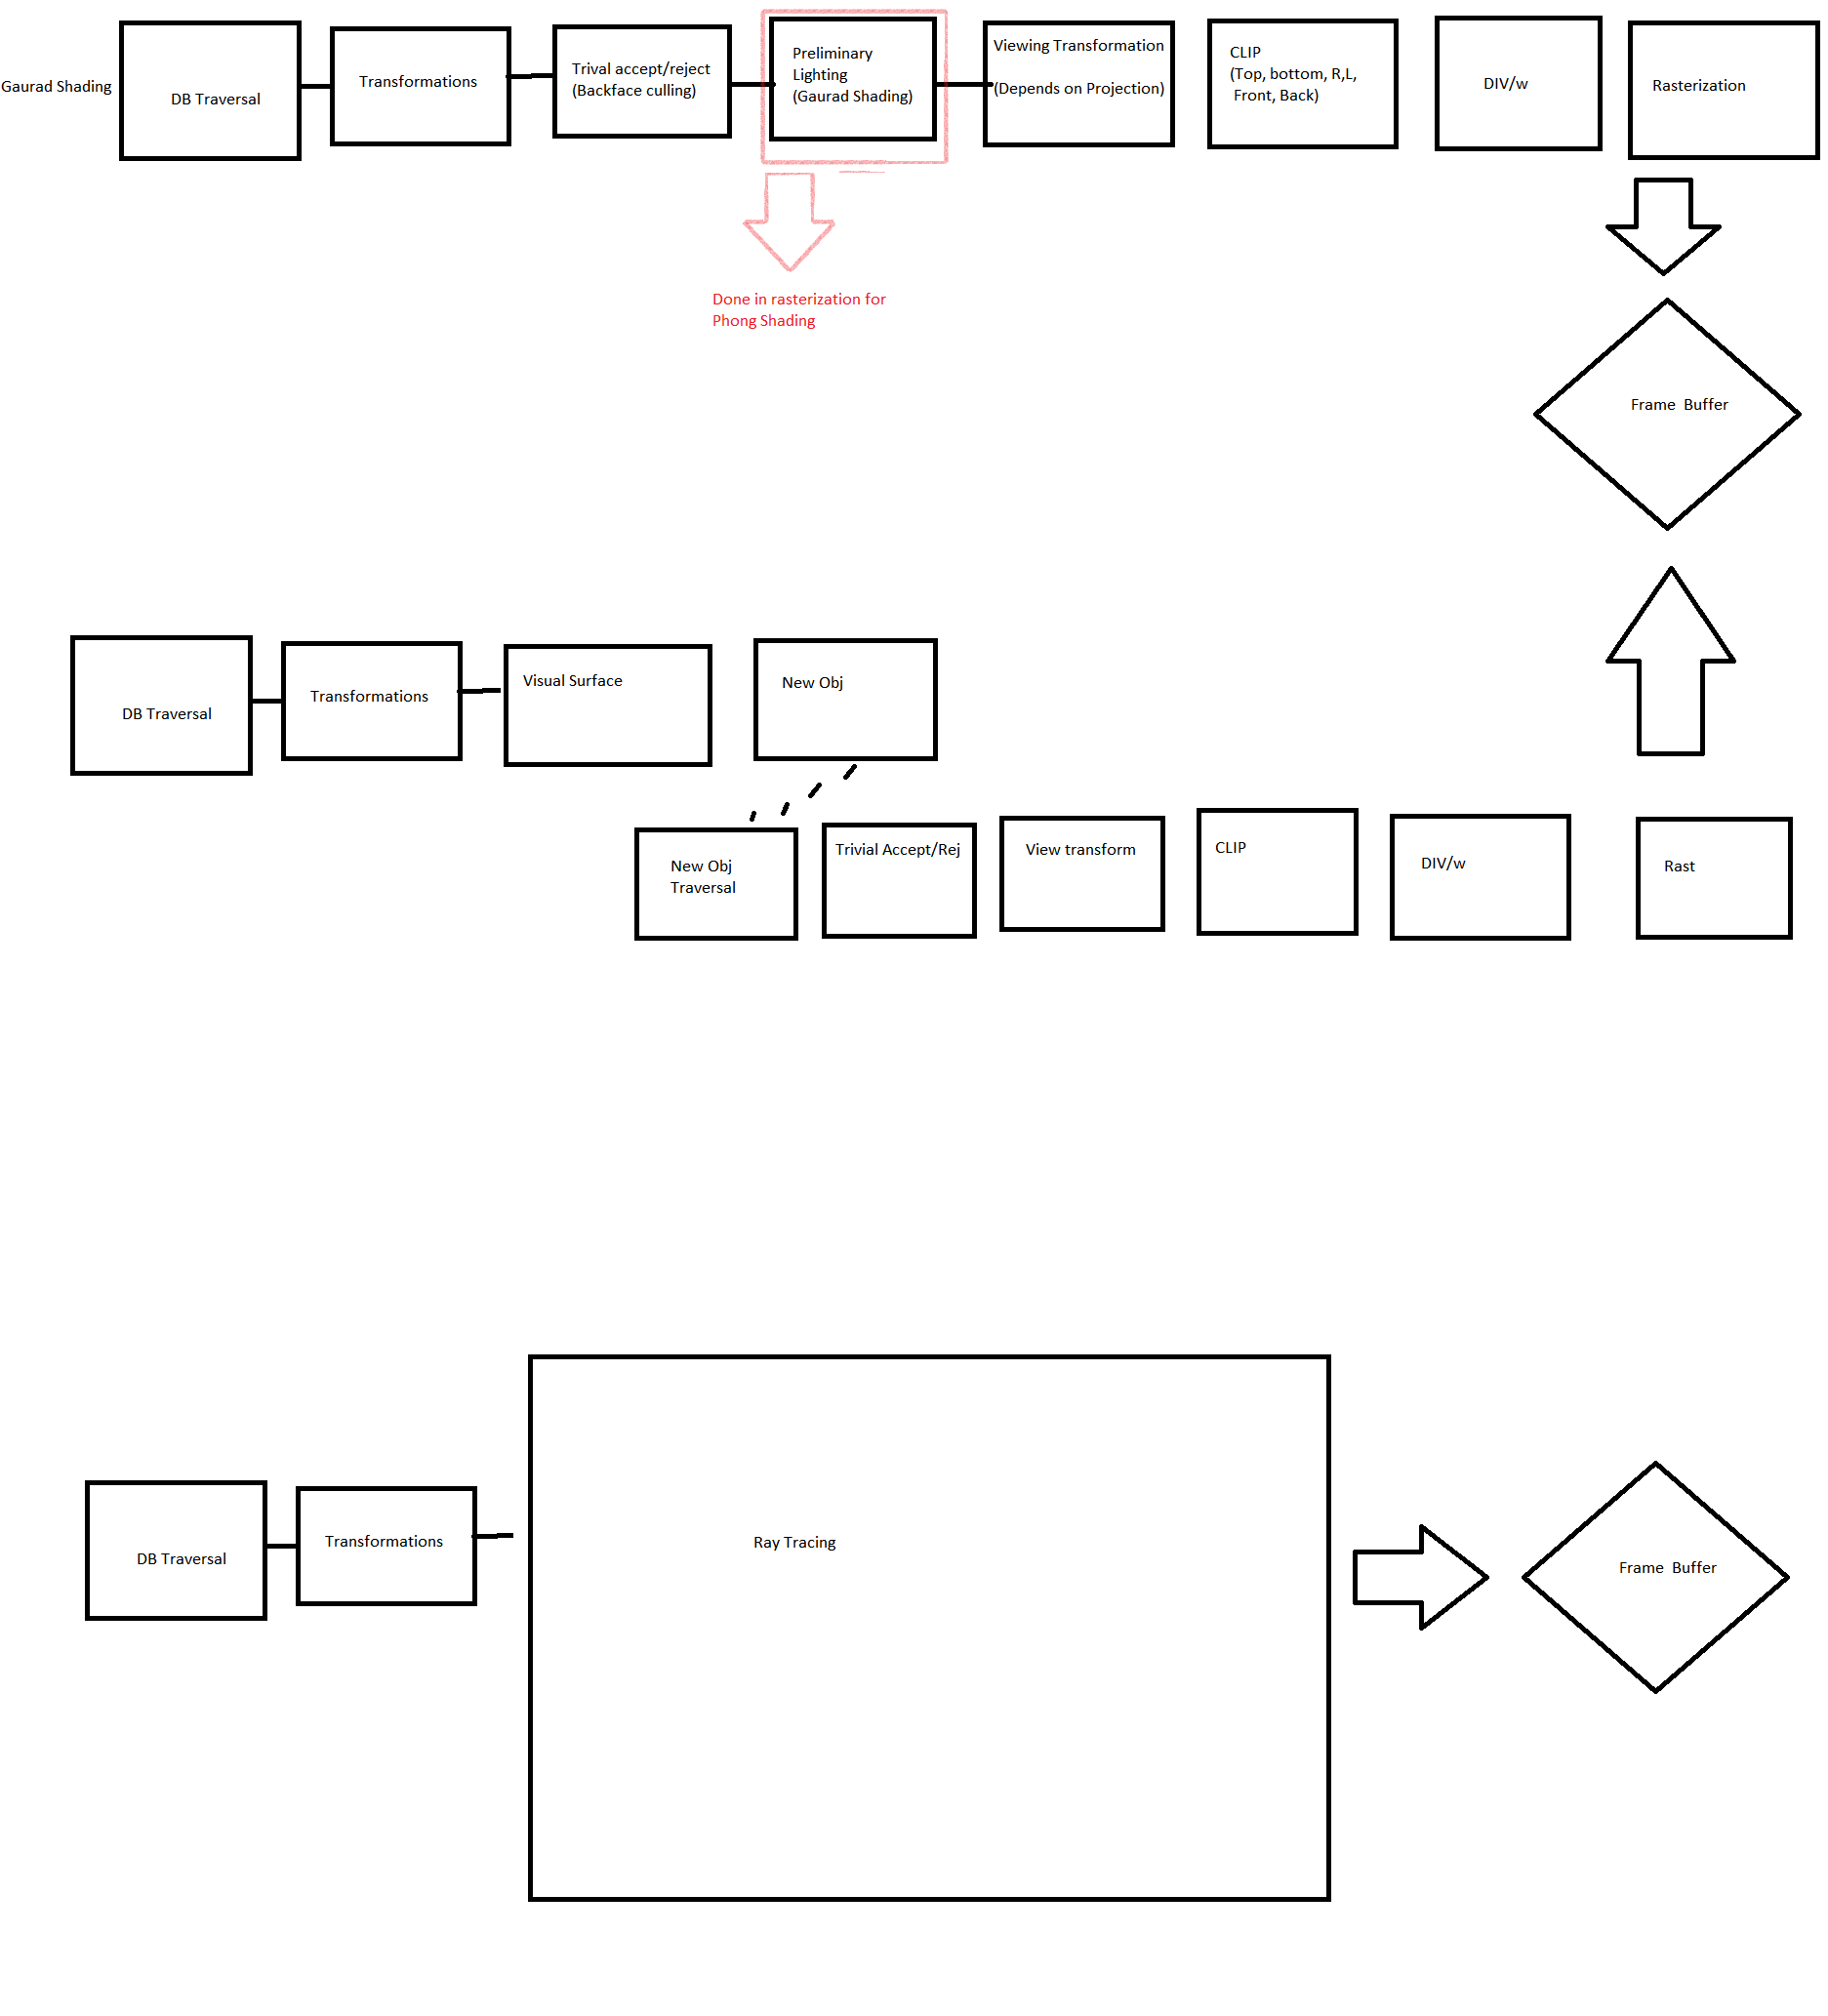 Gaurad Shading
DB Traversal
Transformations
Trival accept/reject
(Backface culling)
Preliminary
Lighting
(Gaurad Shading)
Viewing Transformation
(Depends on Projection)
CLIP
(Top, bottom, R,L,
Front, Back)
DIV/w
Rasterization
Done in rasterization for
Phong Shading
Frame Buffer
DB Traversal
Transformations
Visual Surface
New Obj
New Obj
Traversal
Trivial Accept/Rej
View transform
CLIP
DIV/w
Rast
DB Traversal
Transformations
Ray Tracing
Frame Buffer